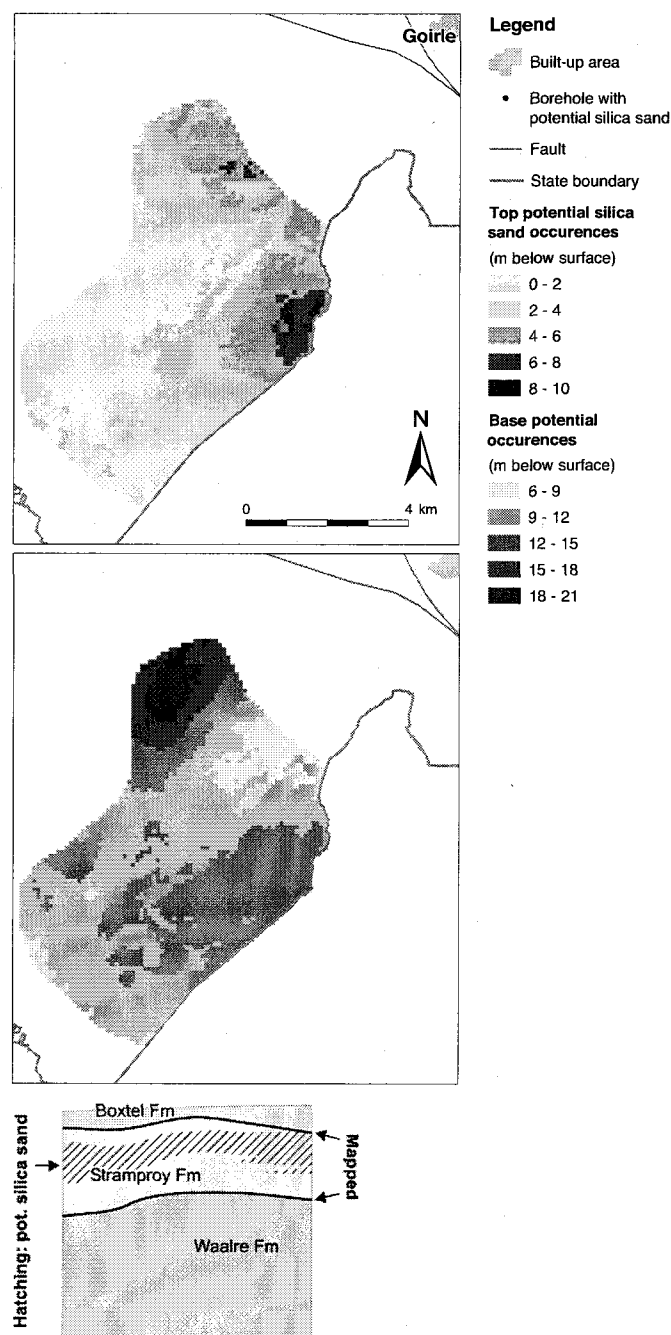 Goirle
N
0 4 km
Legend
Built-up area
Borehole with
potential silica sand
Fault
State boundary
Top potential silica
sand occurences
(m below surface)
0 - 2
2 - 4
4 - 6
6 - 8
8 - 10
Base potential
occurences
(m below surface)
6 - 9
9 - 12
12 - 15
15 - 18
18 - 21
Hatching: pot. silica sand
Boxtel Fm
Stramproy Fm
Waalre Fm
Mapped